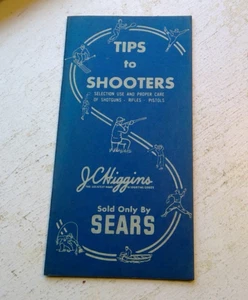 TIPS
to
SHOOTERS
SELECTION USE AND PROPER CARE
OF SHOTGUNS - RIFLES - PISTOLS
J.C. Higgins
Sold Only By
SEARS